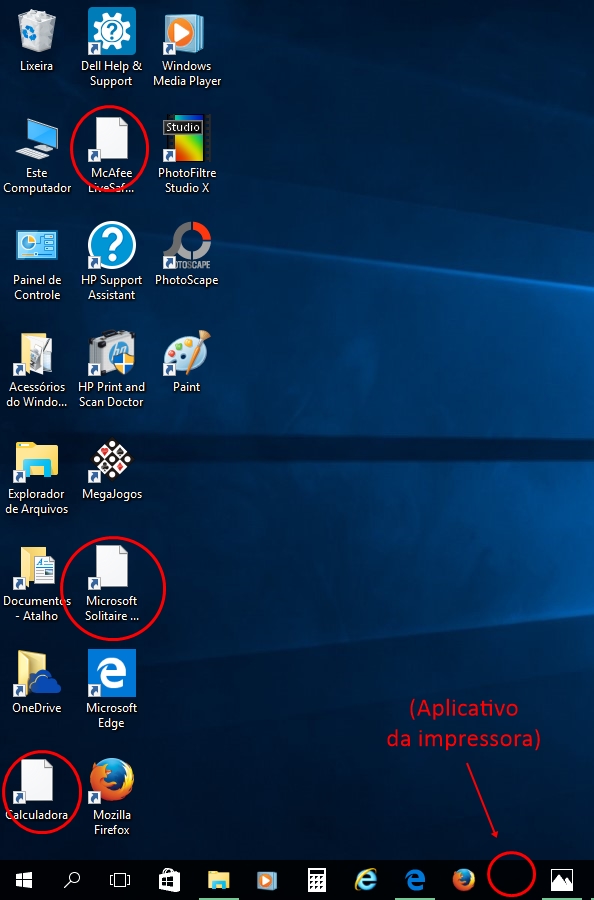 Lixeira
Dell Help &
Support
Windows
Media Player
Este
Computador
McAfee
LiveSaf...
Studio
PhotoFiltre
Studio X
Painel de
Controle
HP Support
Assistant
PHOTOSCAPE
PhotoScape
Acessórios
do Windo...
hp
HP Print and
Scan Doctor
Paint
Explorador
de Arquivos
MegaJogos
Documentos
- Atalho
Microsoft
Solitaire ...
OneDrive
Microsoft
Edge
Calculadora
Mozilla
Firefox
(Aplicativo
da impressora)